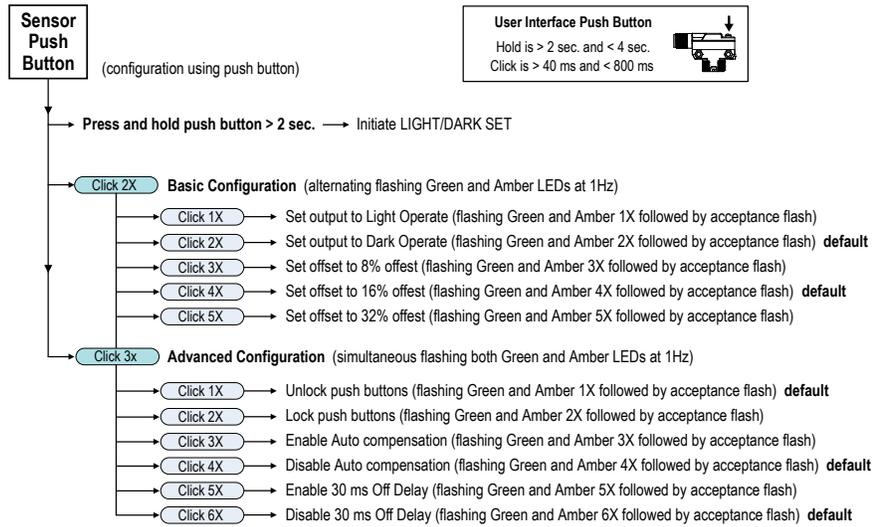 Sensor
Push
Button
(configuration using push button)
User Interface Push Button
Hold is > 2 sec. and < 4 sec.
Click is > 40 ms and < 800 ms
Press and hold push button > 2 sec. Initiate LIGHT/DARK SET
Click 2X Basic Configuration (alternating flashing Green and Amber LEDs at 1Hz)
Click 1X Set output to Light Operate (flashing Green and Amber 1X followed by acceptance flash)
Click 2X Set output to Dark Operate (flashing Green and Amber 2X followed by acceptance flash) default
Click 3X Set offset to 8% offest (flashing Green and Amber 3X followed by acceptance flash)
Click 4X Set offset to 16% offest (flashing Green and Amber 4X followed by acceptance flash) default
Click 5X Set offset to 32% offest (flashing Green and Amber 5X followed by acceptance flash)
Click 3x Advanced Configuration (simultaneous flashing both Green and Amber LEDs at 1Hz)
Click 1X Unlock push buttons (flashing Green and Amber 1X followed by acceptance flash) default
Click 2X Lock push buttons (flashing Green and Amber 2X followed by acceptance flash)
Click 3X Enable Auto compensation (flashing Green and Amber 3X followed by acceptance flash)
Click 4X Disable Auto compensation (flashing Green and Amber 4X followed by acceptance flash) default
Click 5X Enable 30 ms Off Delay (flashing Green and Amber 5X followed by acceptance flash)
Click 6X Disable 30 ms Off Delay (flashing Green and Amber 6X followed by acceptance flash) default